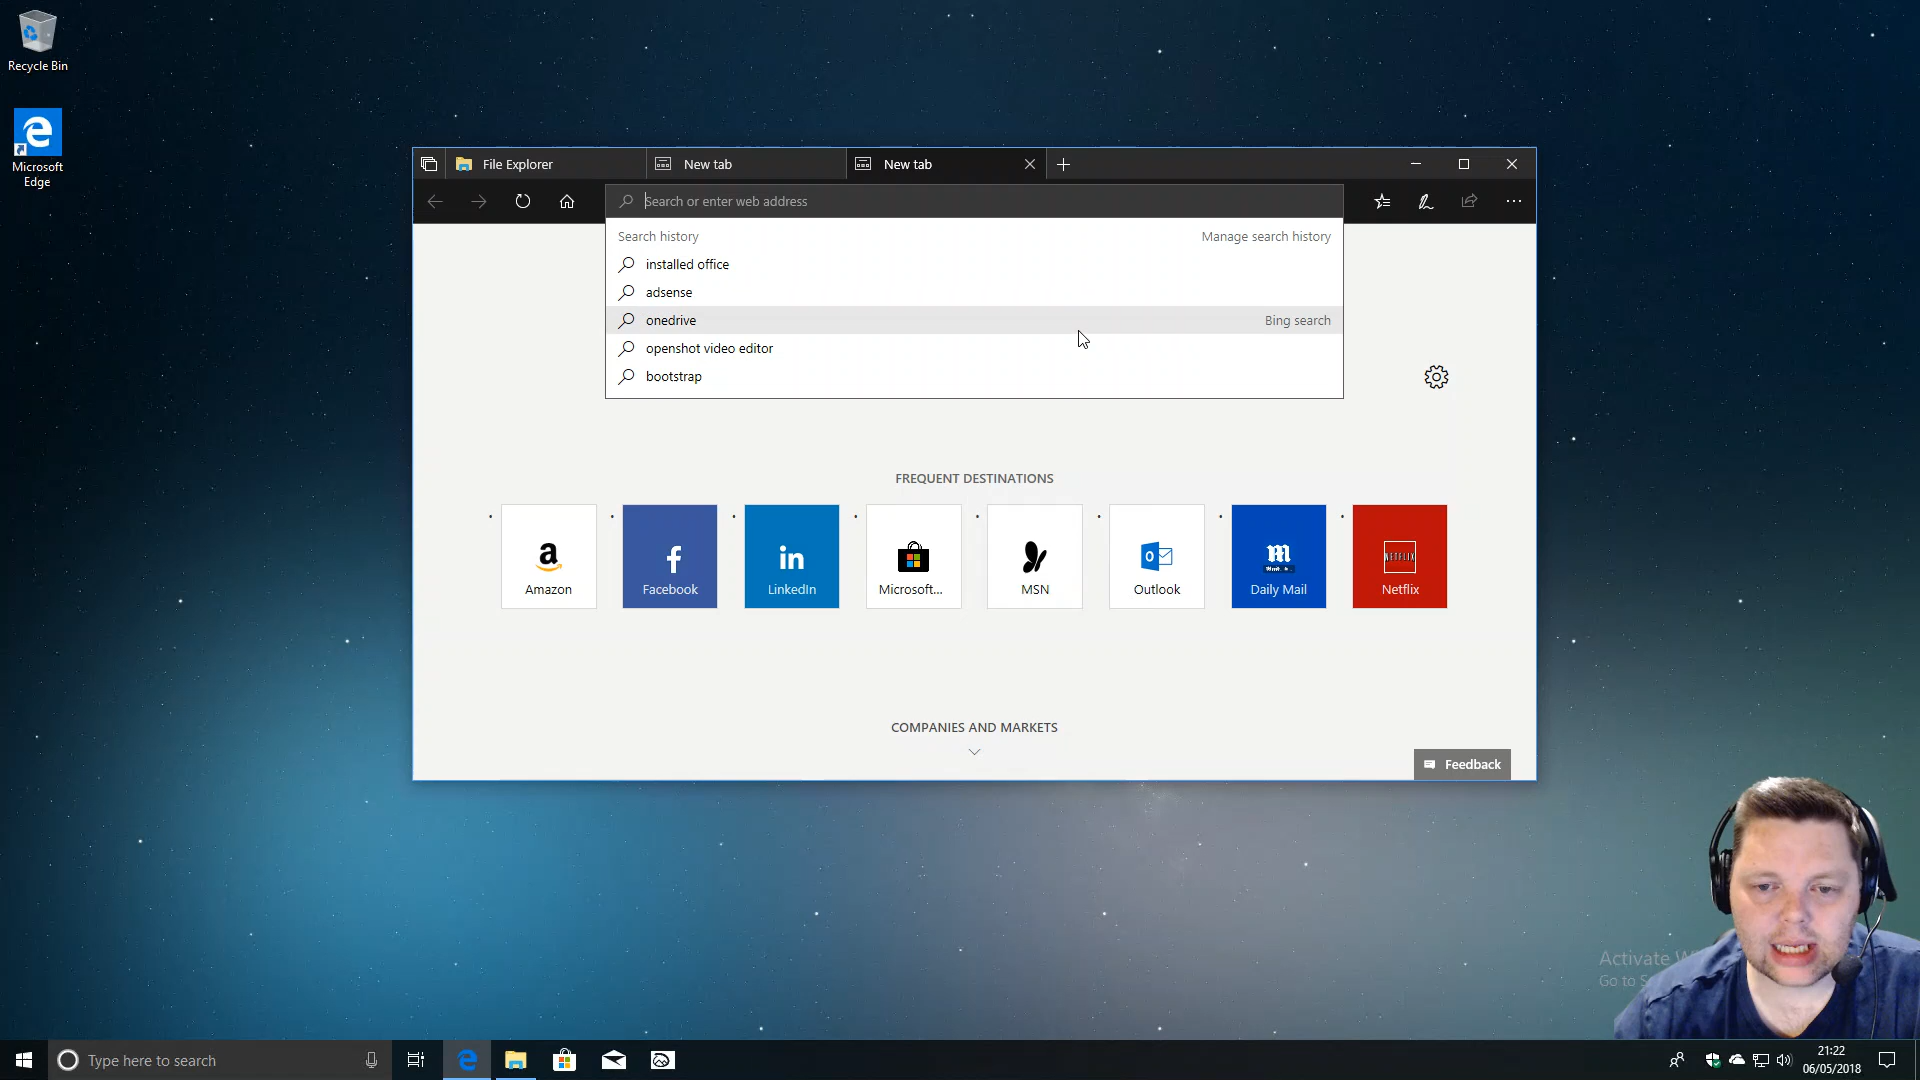 Recycle Bin
Microsoft
Edge
File Explorer
New tab
New tab
Search or enter web address
Search history
Manage search history
installed office
adsense
onedrive
Bing search
openshot video editor
bootstrap
FREQUENT DESTINATIONS
Amazon
Facebook
LinkedIn
Microsoft...
MSN
Outlook
Daily Mail
NETFLIX
Netflix
COMPANIES AND MARKETS
Feedback
Activate
Go to
Type here to search
21:22
06/05/2018